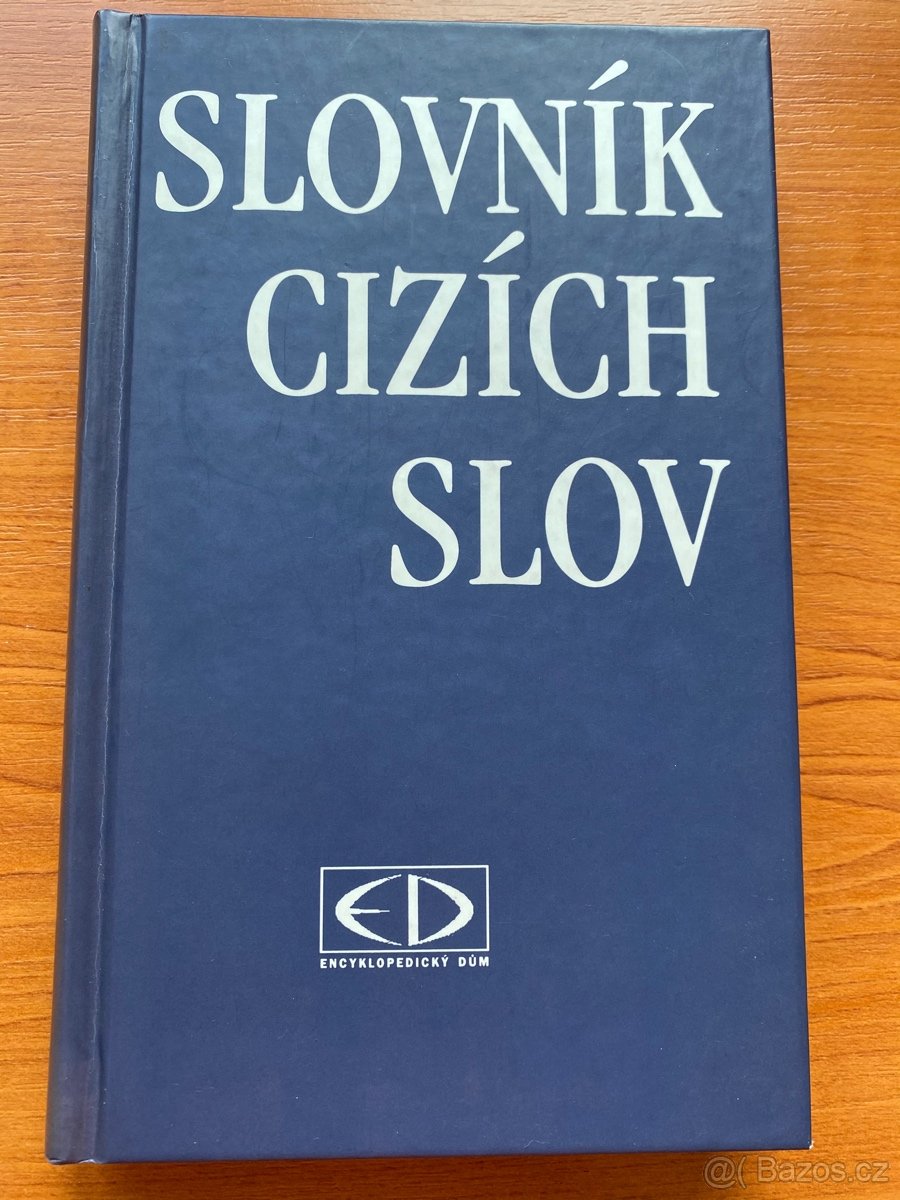 SLOVNÍK
CIZÍCH
SLOV
ED
ENCYKLOPEDICKÝ DŮM
@( Bazos.cz